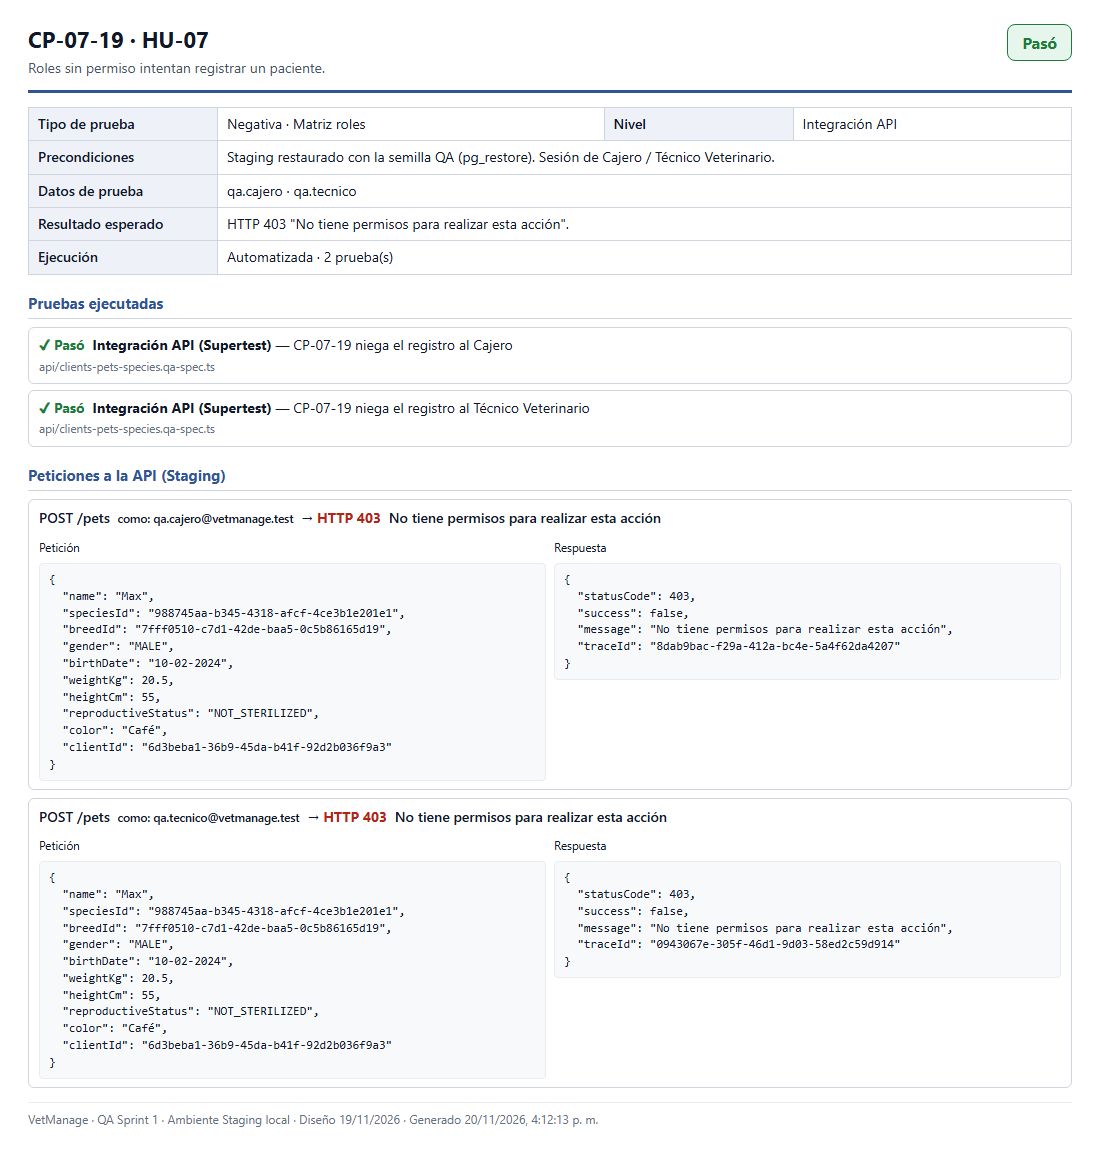 CP-07-19 · HU-07
Pasó
Roles sin permiso intentan registrar un paciente.
Tipo de prueba Negativa · Matriz roles Nivel Integración API
Precondiciones Staging restaurado con la semilla QA (pg_restore). Sesión de Cajero / Técnico Veterinario.
Datos de prueba qa.cajero · qa.tecnico
Resultado esperado HTTP 403 "No tiene permisos para realizar esta acción".
Ejecución Automatizada · 2 prueba(s)
Pruebas ejecutadas
✓ Pasó Integración API (Supertest) — CP-07-19 niega el registro al Cajero
api/clients-pets-species.qa-spec.ts
✓ Pasó Integración API (Supertest) — CP-07-19 niega el registro al Técnico Veterinario
api/clients-pets-species.qa-spec.ts
Peticiones a la API (Staging)
POST /pets como: qa.cajero@vetmanage.test → HTTP 403 No tiene permisos para realizar esta acción
Petición
{
"name": "Max",
"speciesId": "988745aa-b345-4318-afcf-4ce3b1e201e1",
"breedId": "7fff0510-c7d1-42de-baa5-0c5b86165d19",
"gender": "MALE",
"birthDate": "10-02-2024",
"weightKg": 20.5,
"heightCm": 55,
"reproductiveStatus": "NOT_STERILIZED",
"color": "Café",
"clientId": "6d3beba1-36b9-45da-b41f-92d2b036f9a3"
}
Respuesta
{
"statusCode": 403,
"success": false,
"message": "No tiene permisos para realizar esta acción",
"traceId": "8dab9bac-f29a-412a-bc4e-5a4f62da4207"
}
POST /pets como: qa.tecnico@vetmanage.test → HTTP 403 No tiene permisos para realizar esta acción
Petición
{
"name": "Max",
"speciesId": "988745aa-b345-4318-afcf-4ce3b1e201e1",
"breedId": "7fff0510-c7d1-42de-baa5-0c5b86165d19",
"gender": "MALE",
"birthDate": "10-02-2024",
"weightKg": 20.5,
"heightCm": 55,
"reproductiveStatus": "NOT_STERILIZED",
"color": "Café",
"clientId": "6d3beba1-36b9-45da-b41f-92d2b036f9a3"
}
Respuesta
{
"statusCode": 403,
"success": false,
"message": "No tiene permisos para realizar esta acción",
"traceId": "0943067e-305f-46d1-9d03-58ed2c59d914"
}
VetManage · QA Sprint 1 · Ambiente Staging local · Diseño 19/11/2026 · Generado 20/11/2026, 4:12:13 p. m.